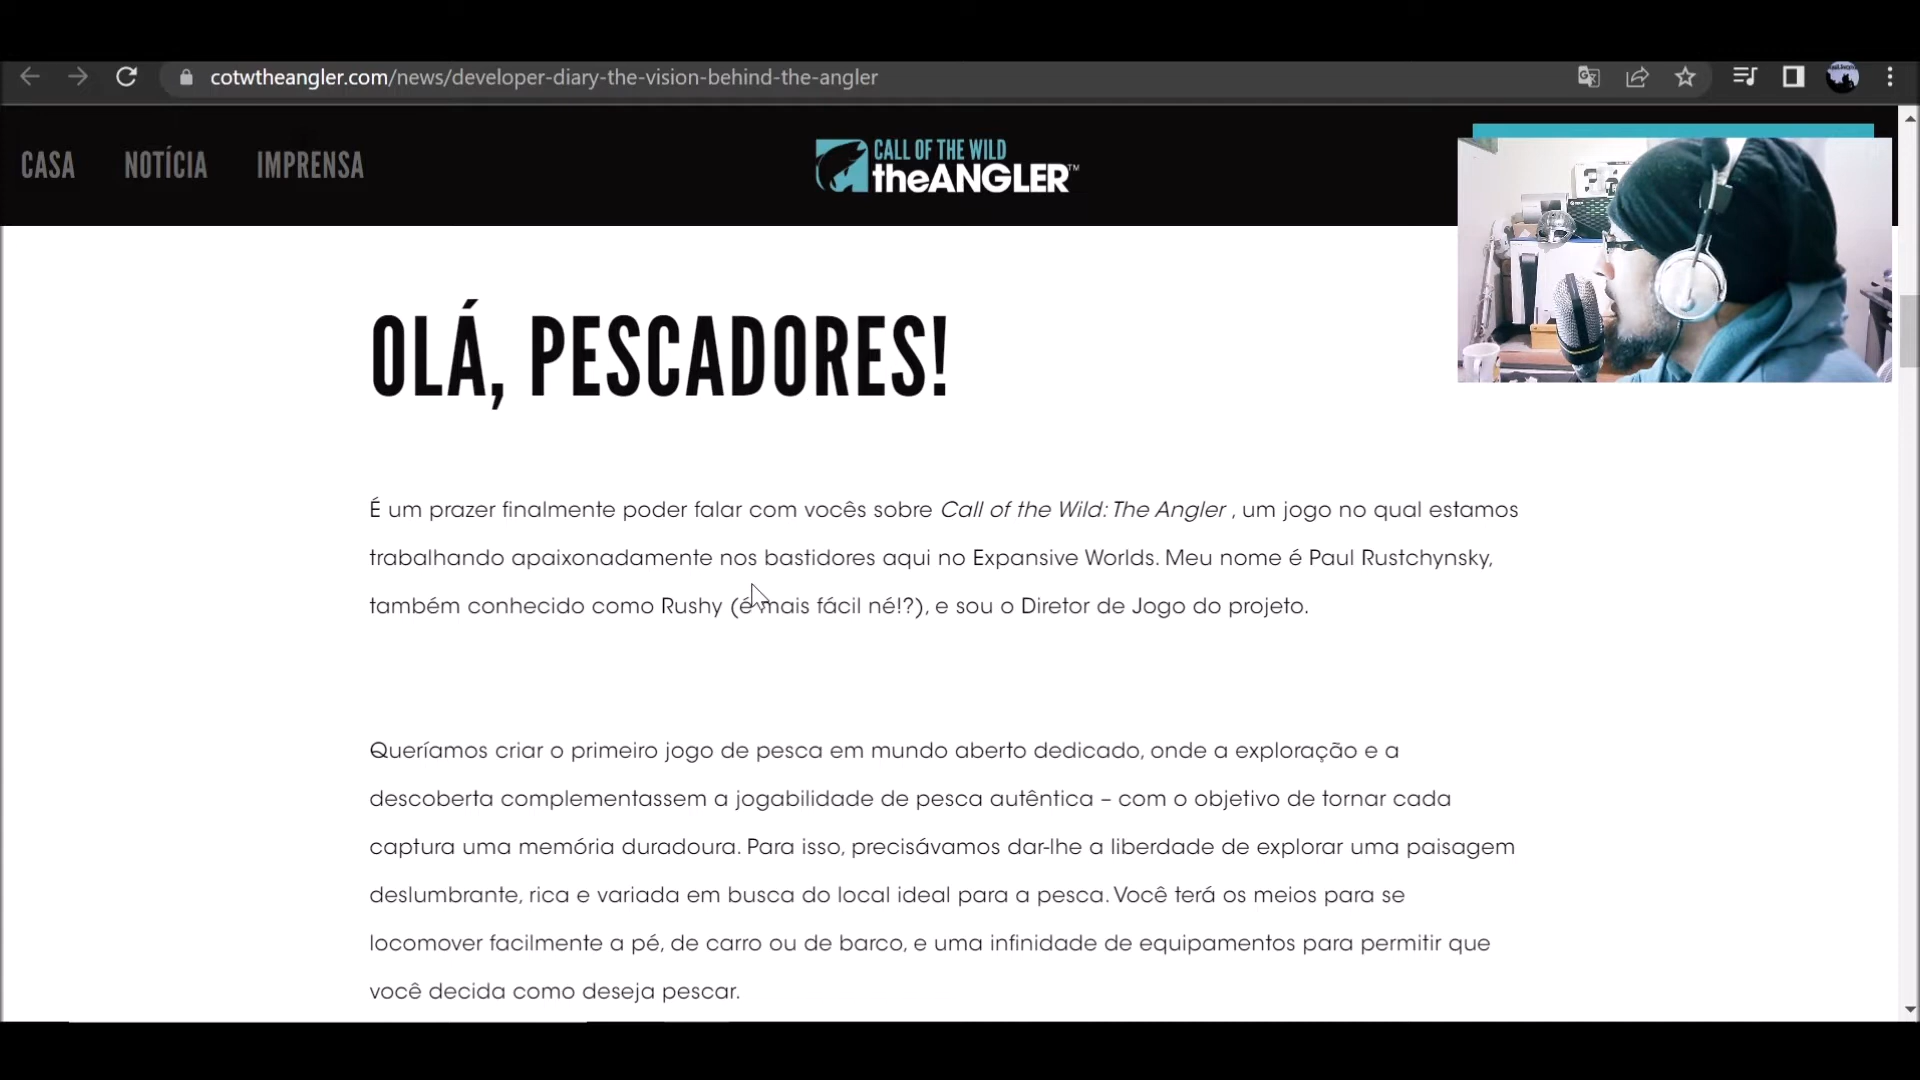 cotwtheangler.com/news/developer-diary-the-vision-behind-the-angler
CASA NOTÍCIA IMPRENSA
CALL OF THE WILD
theANGLER™
OLÁ, PESCADORES!
É um prazer finalmente poder falar com vocês sobre Call of the Wild: The Angler , um jogo no qual estamos
trabalhando apaixonadamente nos bastidores aqui no Expansive Worlds. Meu nome é Paul Rustchynsky,
também conhecido como Rushy (é mais fácil né!?), e sou o Diretor de Jogo do projeto.
Queríamos criar o primeiro jogo de pesca em mundo aberto dedicado, onde a exploração e a
descoberta complementassem a jogabilidade de pesca autêntica – com o objetivo de tornar cada
captura uma memória duradoura. Para isso, precisávamos dar-lhe a liberdade de explorar uma paisagem
deslumbrante, rica e variada em busca do local ideal para a pesca. Você terá os meios para se
locomover facilmente a pé, de carro ou de barco, e uma infinidade de equipamentos para permitir que
você decida como deseja pescar.